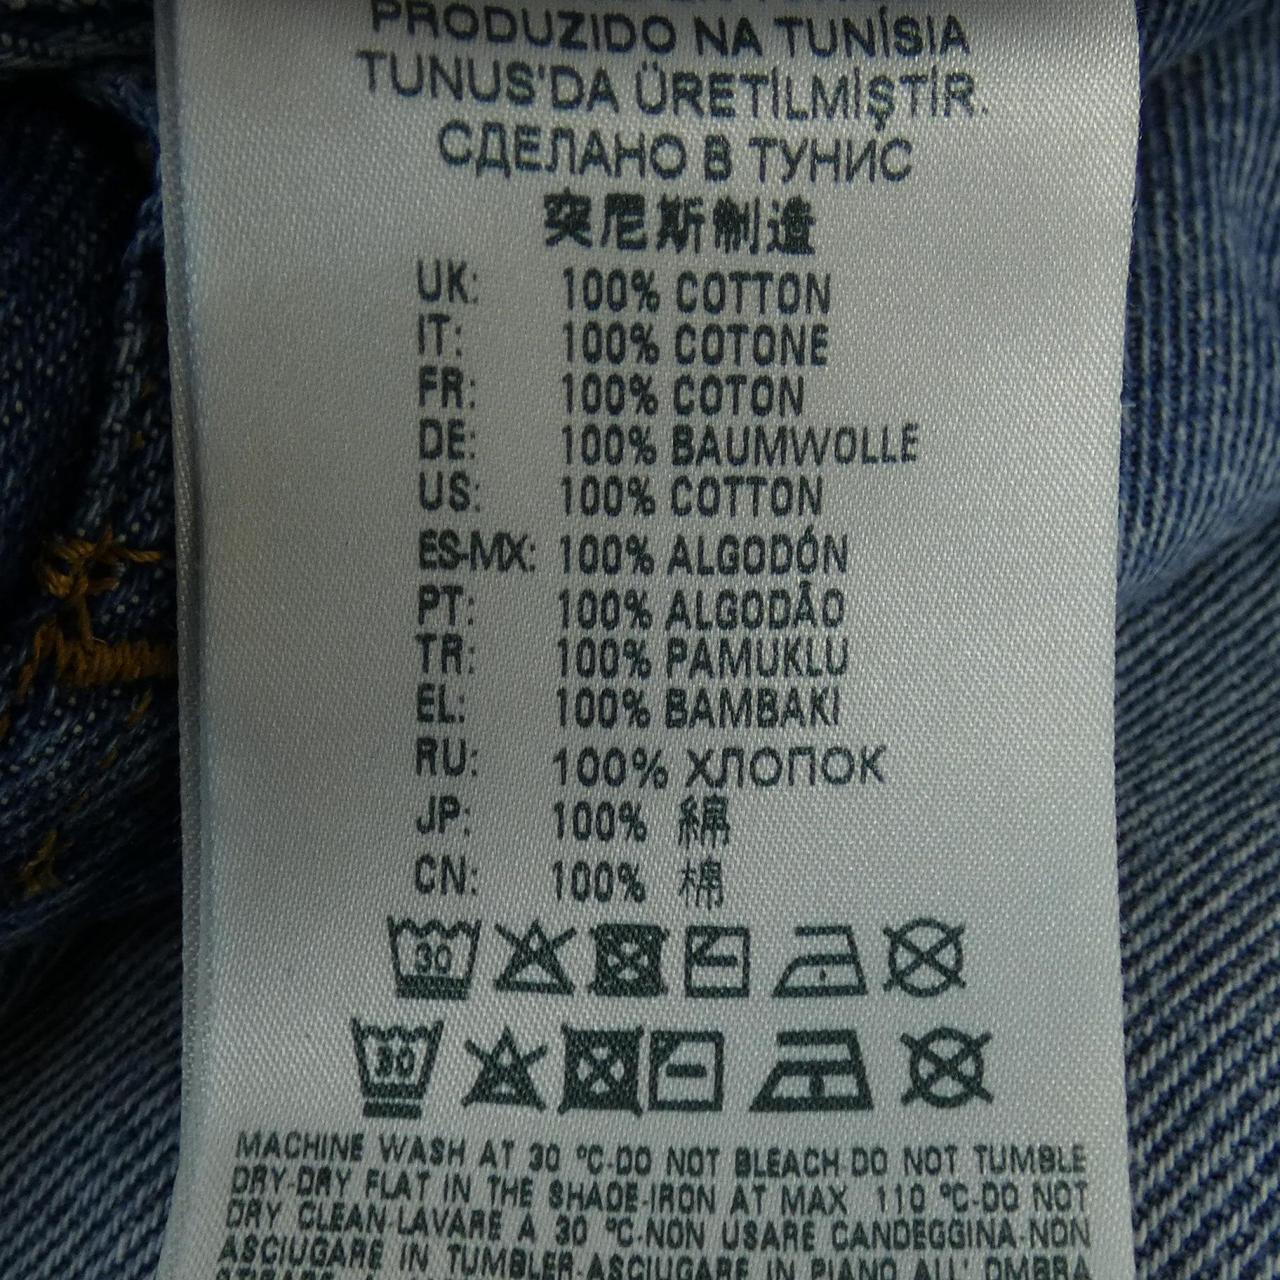 PRODUZIDO NA TUNÍSIA
TUNUS'DA ÜRETİLMİŞTİR.
СДЕЛАНО В ТУНИС
突尼斯制造
UK: 100% COTTON
IT: 100% COTONE
FR: 100% COTON
DE: 100% BAUMWOLLE
US: 100% COTTON
ES-MX: 100% ALGODÓN
PT: 100% ALGODÃO
TR: 100% PAMUKLU
EL: 100% BAMBAKI
RU: 100% ХЛОПОК
JP: 100% 綿
CN: 100% 棉
30
30
MACHINE WASH AT 30 ºC-DO NOT BLEACH-DO NOT TUMBLE
DRY-DRY FLAT IN THE SHADE-IRON AT MAX 110 ºC-DO NOT
DRY CLEAN-LAVARE A 30 ºC-NON USARE CANDEGGINA-NON
ASCIUGARE IN TUMBLER-ASCIUGARE IN PIANO ALL' OMBRA